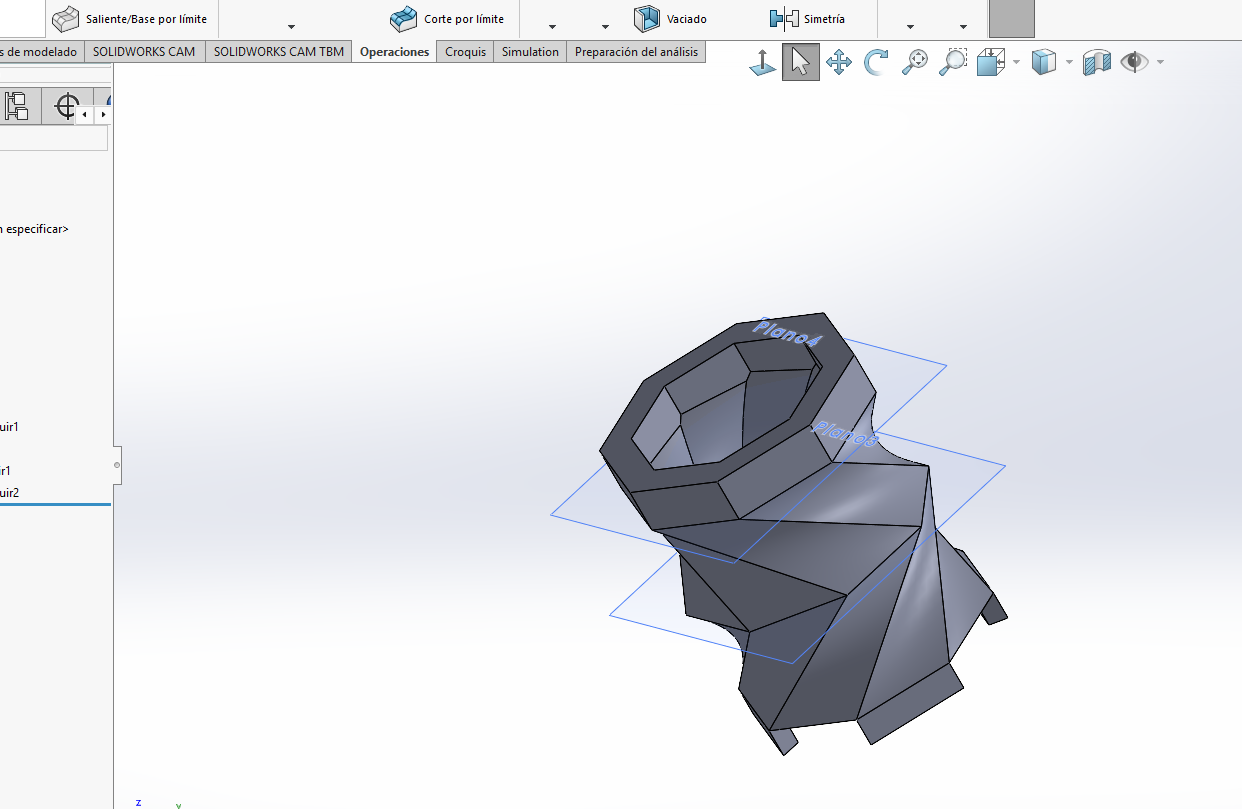 Saliente/Base por límite
Corte por límite
Vaciado
Simetría
s de modelado
SOLIDWORKS CAM
SOLIDWORKS CAM TBM
Operaciones
Croquis
Simulation
Preparación del análisis
n especificar>
Plano4
uir1
Plano3
ir1
uir2
z
y